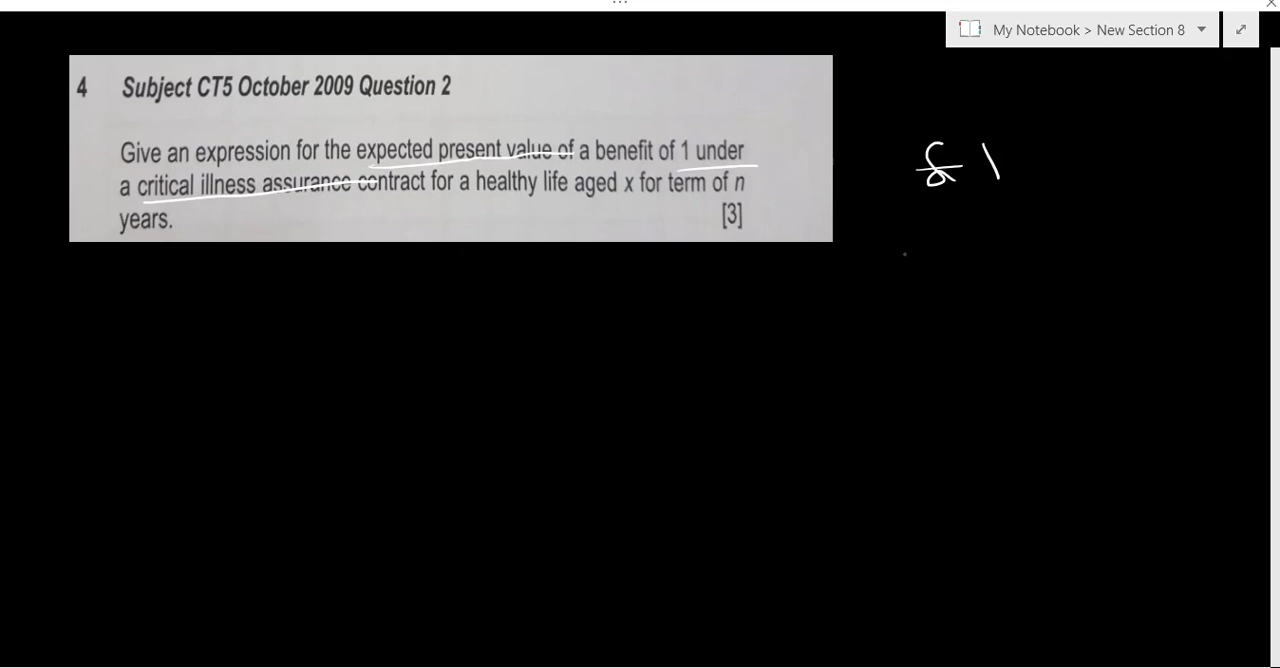 ...
My Notebook > New Section 8
4 Subject CT5 October 2009 Question 2
Give an expression for the expected present value of a benefit of 1 under
a critical illness assurance contract for a healthy life aged x for term of n
years. [3]
£ 1